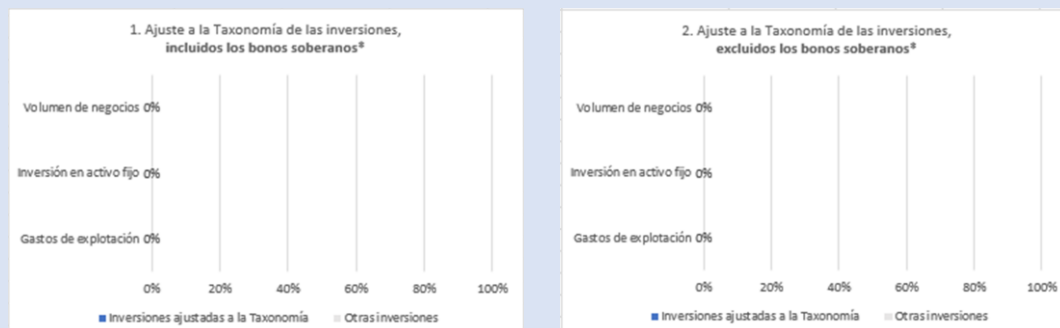 1. Ajuste a la Taxonomía de las inversiones,
incluidos los bonos soberanos*
Volumen de negocios 0%
Inversión en activo fijo 0%
Gastos de explotación 0%
0% 20% 40% 60% 80% 100%
Inversiones ajustadas a la Taxonomía Otras inversiones
2. Ajuste a la Taxonomía de las inversiones,
excluidos los bonos soberanos*
Volumen de negocios 0%
Inversión en activo fijo 0%
Gastos de explotación 0%
0% 20% 40% 60% 80% 100%
Inversiones ajustadas a la Taxonomía Otras inversiones